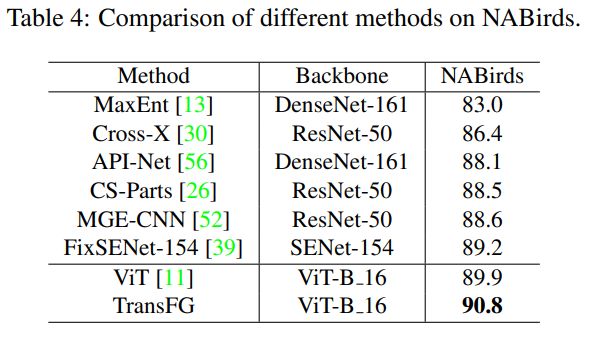 Table 4: Comparison of different methods on NABirds.
Method Backbone NABirds
MaxEnt [13] DenseNet-161 83.0
Cross-X [30] ResNet-50 86.4
API-Net [56] DenseNet-161 88.1
CS-Parts [26] ResNet-50 88.5
MGE-CNN [52] ResNet-50 88.6
FixSENet-154 [39] SENet-154 89.2
ViT [11] ViT-B_16 89.9
TransFG ViT-B_16 90.8